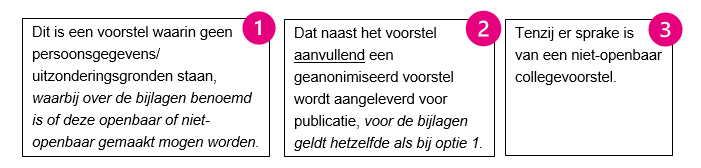 1
Dit is een voorstel waarin geen
persoonsgegevens/
uitzonderingsgronden staan,
waarbij over de bijlagen benoemd
is of deze openbaar of niet-
openbaar gemaakt mogen worden.
2
Dat naast het voorstel
aanvullend een
geanonimiseerd voorstel
wordt aangeleverd voor
publicatie, voor de bijlagen
geldt hetzelfde als bij optie 1.
3
Tenzij er sprake is
van een niet-openbaar
collegevoorstel.